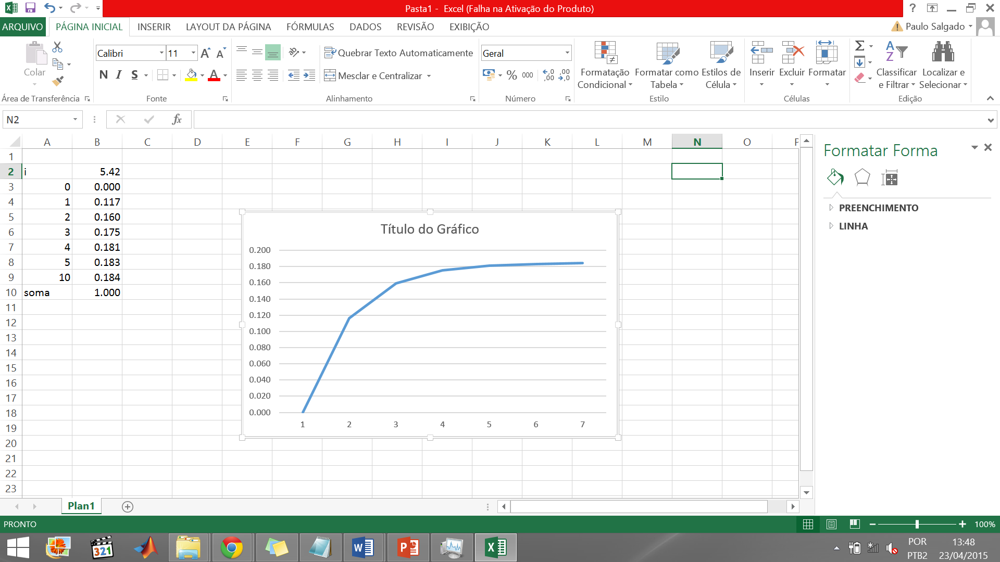 Pasta1 - Excel (Falha na Ativação do Produto)
ARQUIVO PÁGINA INICIAL INSERIR LAYOUT DA PÁGINA FÓRMULAS DADOS REVISÃO EXIBIÇÃO Paulo Salgado
Calibri 11 Quebrar Texto Automaticamente Geral
Colar N I S Mesclar e Centralizar % 000
Formatação Condicional
Formatar como Tabela
Estilos de Célula
Inserir Excluir Formatar
Classificar e Filtrar
Localizar e Selecionar
Área de Transferência Fonte Alinhamento Número Estilo Células Edição
N2 fx
A B C D E F G H I J K L M N O
1
2 i 5.42
3 0 0.000
4 1 0.117
5 2 0.160
6 3 0.175
7 4 0.181
8 5 0.183
9 10 0.184
10 soma 1.000
11
12
13
14
15
16
17
18
19
20
21
22
23
Título do Gráfico
0.200
0.180
0.160
0.140
0.120
0.100
0.080
0.060
0.040
0.020
0.000
1 2 3 4 5 6 7
Formatar Forma
PREENCHIMENTO
LINHA
Plan1
PRONTO 100%
321
POR 13:48
PTB2 23/04/2015